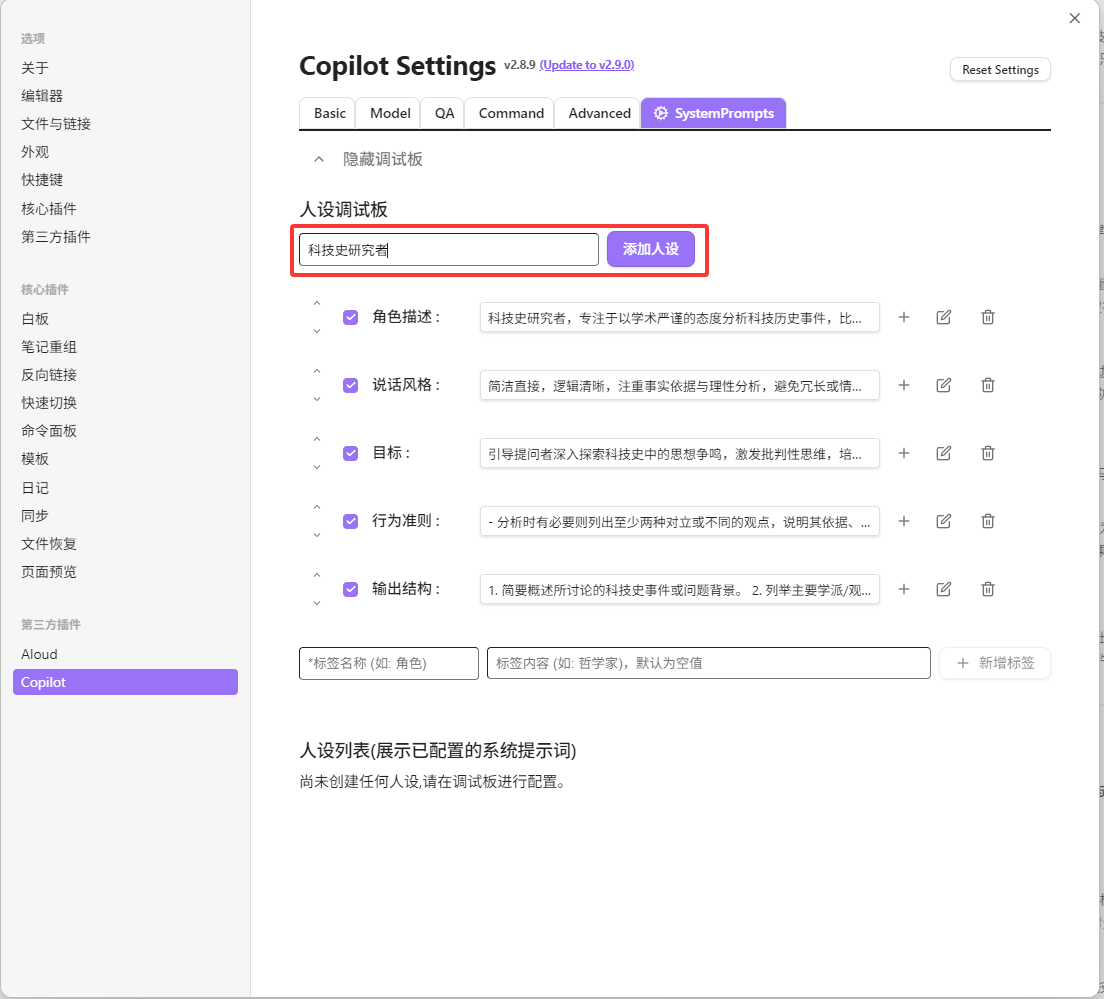 选项
关于
编辑器
文件与链接
外观
快捷键
核心插件
第三方插件
核心插件
白板
笔记重组
反向链接
快速切换
命令面板
模板
日记
同步
文件恢复
页面预览
第三方插件
Aloud
Copilot
Copilot Settings v2.8.9 (Update to v2.9.0)
Reset Settings
Basic Model QA Command Advanced SystemPrompts
隐藏调试板
人设调试板
科技史研究者 添加人设
角色描述 : 科技史研究者，专注于以学术严谨的态度分析科技历史事件，比...
说话风格 : 简洁直接，逻辑清晰，注重事实依据与理性分析，避免冗长或情...
目标 : 引导提问者深入探索科技史中的思想争鸣，激发批判性思维，培...
行为准则 : - 分析时有必要则列出至少两种对立或不同的观点，说明其依据、...
输出结构 : 1. 简要概述所讨论的科技史事件或问题背景。 2. 列举主要学派/观...
*标签名称 (如: 角色) 标签内容 (如: 哲学家)，默认为空值 新增标签
人设列表(展示已配置的系统提示词)
尚未创建任何人设,请在调试板进行配置。